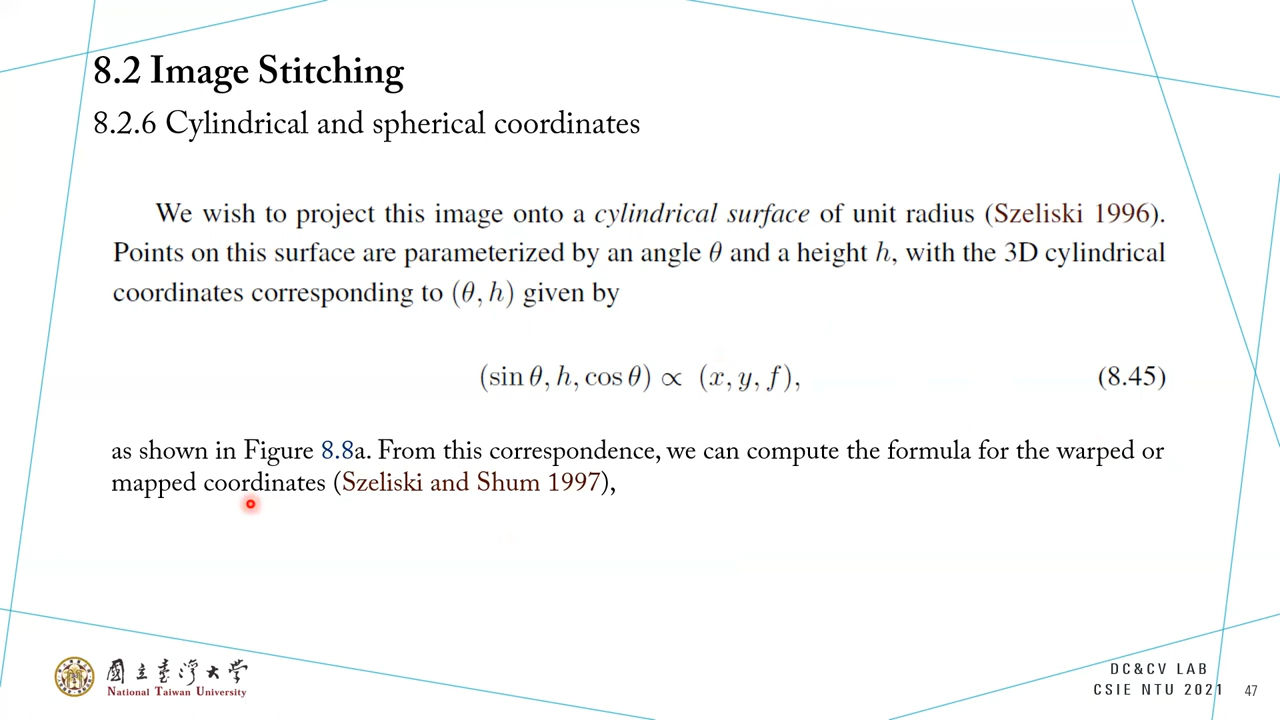 8.2 Image Stitching
8.2.6 Cylindrical and spherical coordinates
We wish to project this image onto a cylindrical surface of unit radius (Szeliski 1996).
Points on this surface are parameterized by an angle θ and a height h, with the 3D cylindrical
coordinates corresponding to (θ, h) given by
(sin θ, h, cos θ) ∝ (x, y, f), (8.45)
as shown in Figure 8.8a. From this correspondence, we can compute the formula for the warped or
mapped coordinates (Szeliski and Shum 1997),
國立臺灣大學
National Taiwan University
DC&CV LAB
CSIE NTU 2021
47